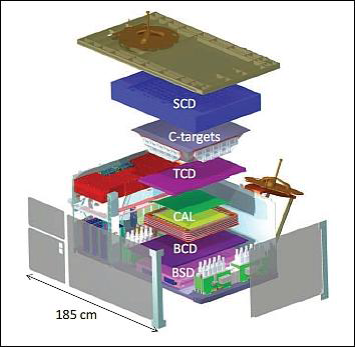 SCD
C-targets
TCD
CAL
BCD
BSD
185 cm